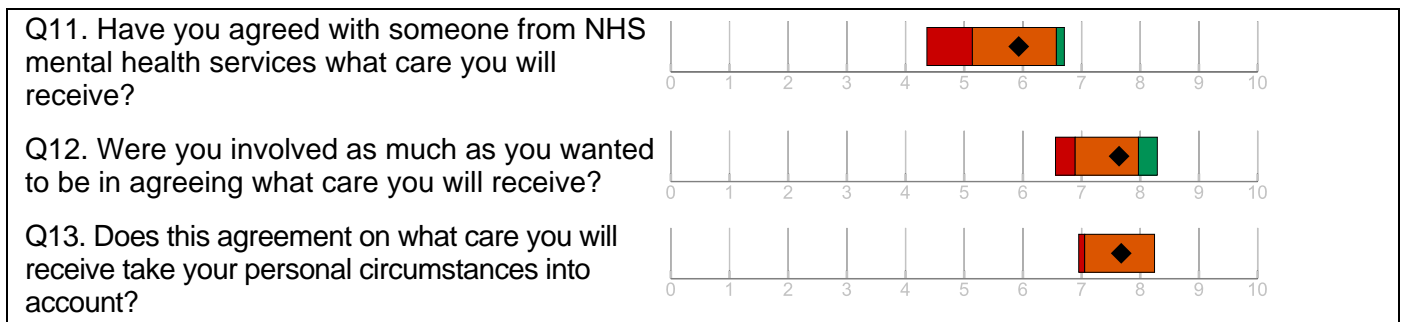 Q11. Have you agreed with someone from NHS
mental health services what care you will
receive?
0 1 2 3 4 5 6 7 8 9 10
Q12. Were you involved as much as you wanted
to be in agreeing what care you will receive?
0 1 2 3 4 5 6 7 8 9 10
Q13. Does this agreement on what care you will
receive take your personal circumstances into
account?
0 1 2 3 4 5 6 7 8 9 10